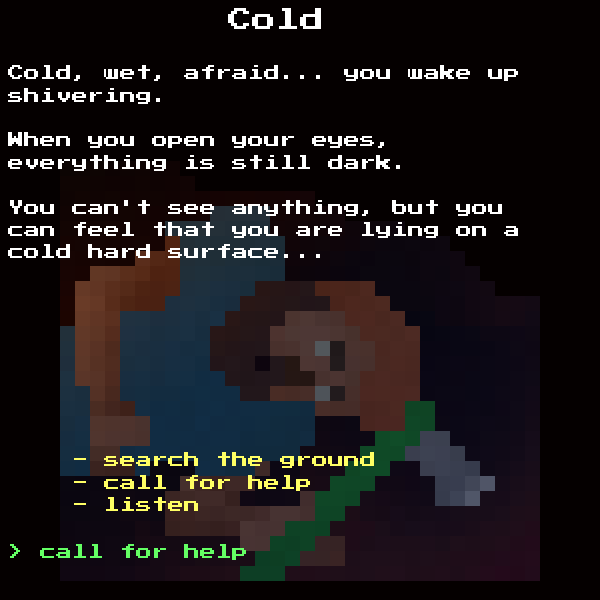 Cold
Cold, wet, afraid... you wake up
shivering.
When you open your eyes,
everything is still dark.
You can't see anything, but you
can feel that you are lying on a
cold hard surface...
- search the ground
- call for help
- listen
> call for help